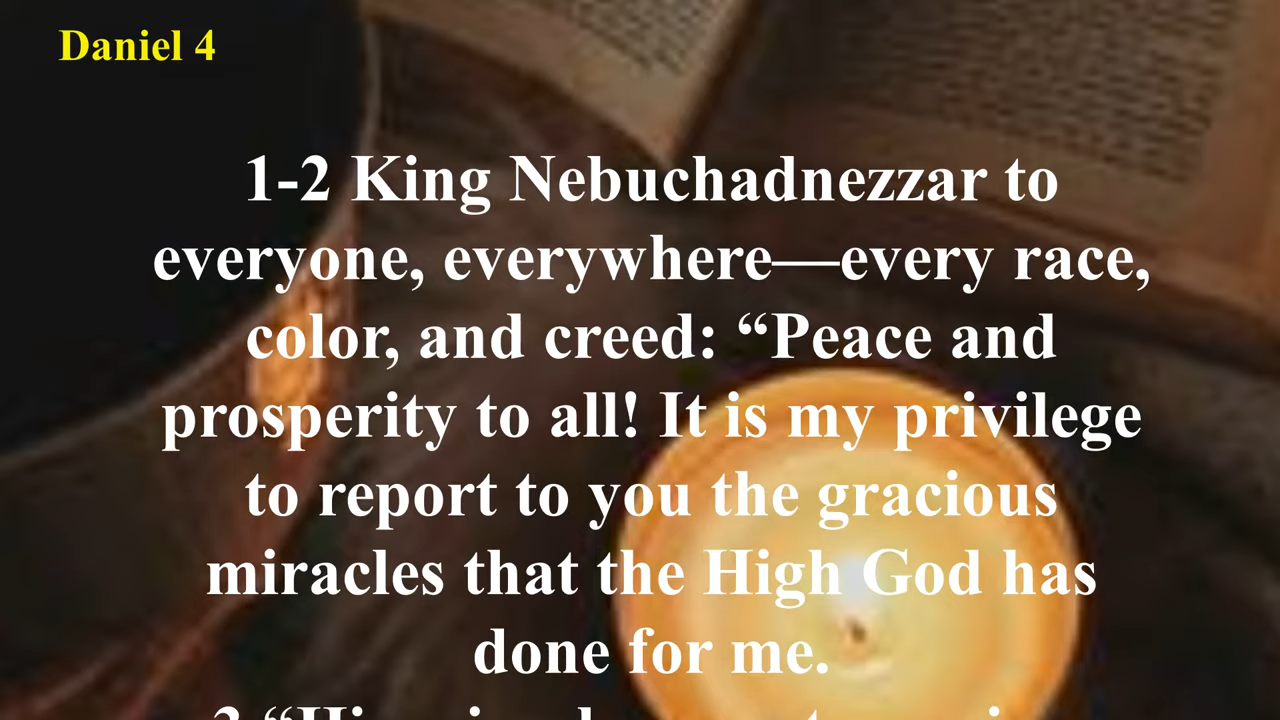 Daniel 4
1-2 King Nebuchadnezzar to
everyone, everywhere—every race,
color, and creed: “Peace and
prosperity to all! It is my privilege
to report to you the gracious
miracles that the High God has
done for me.
3